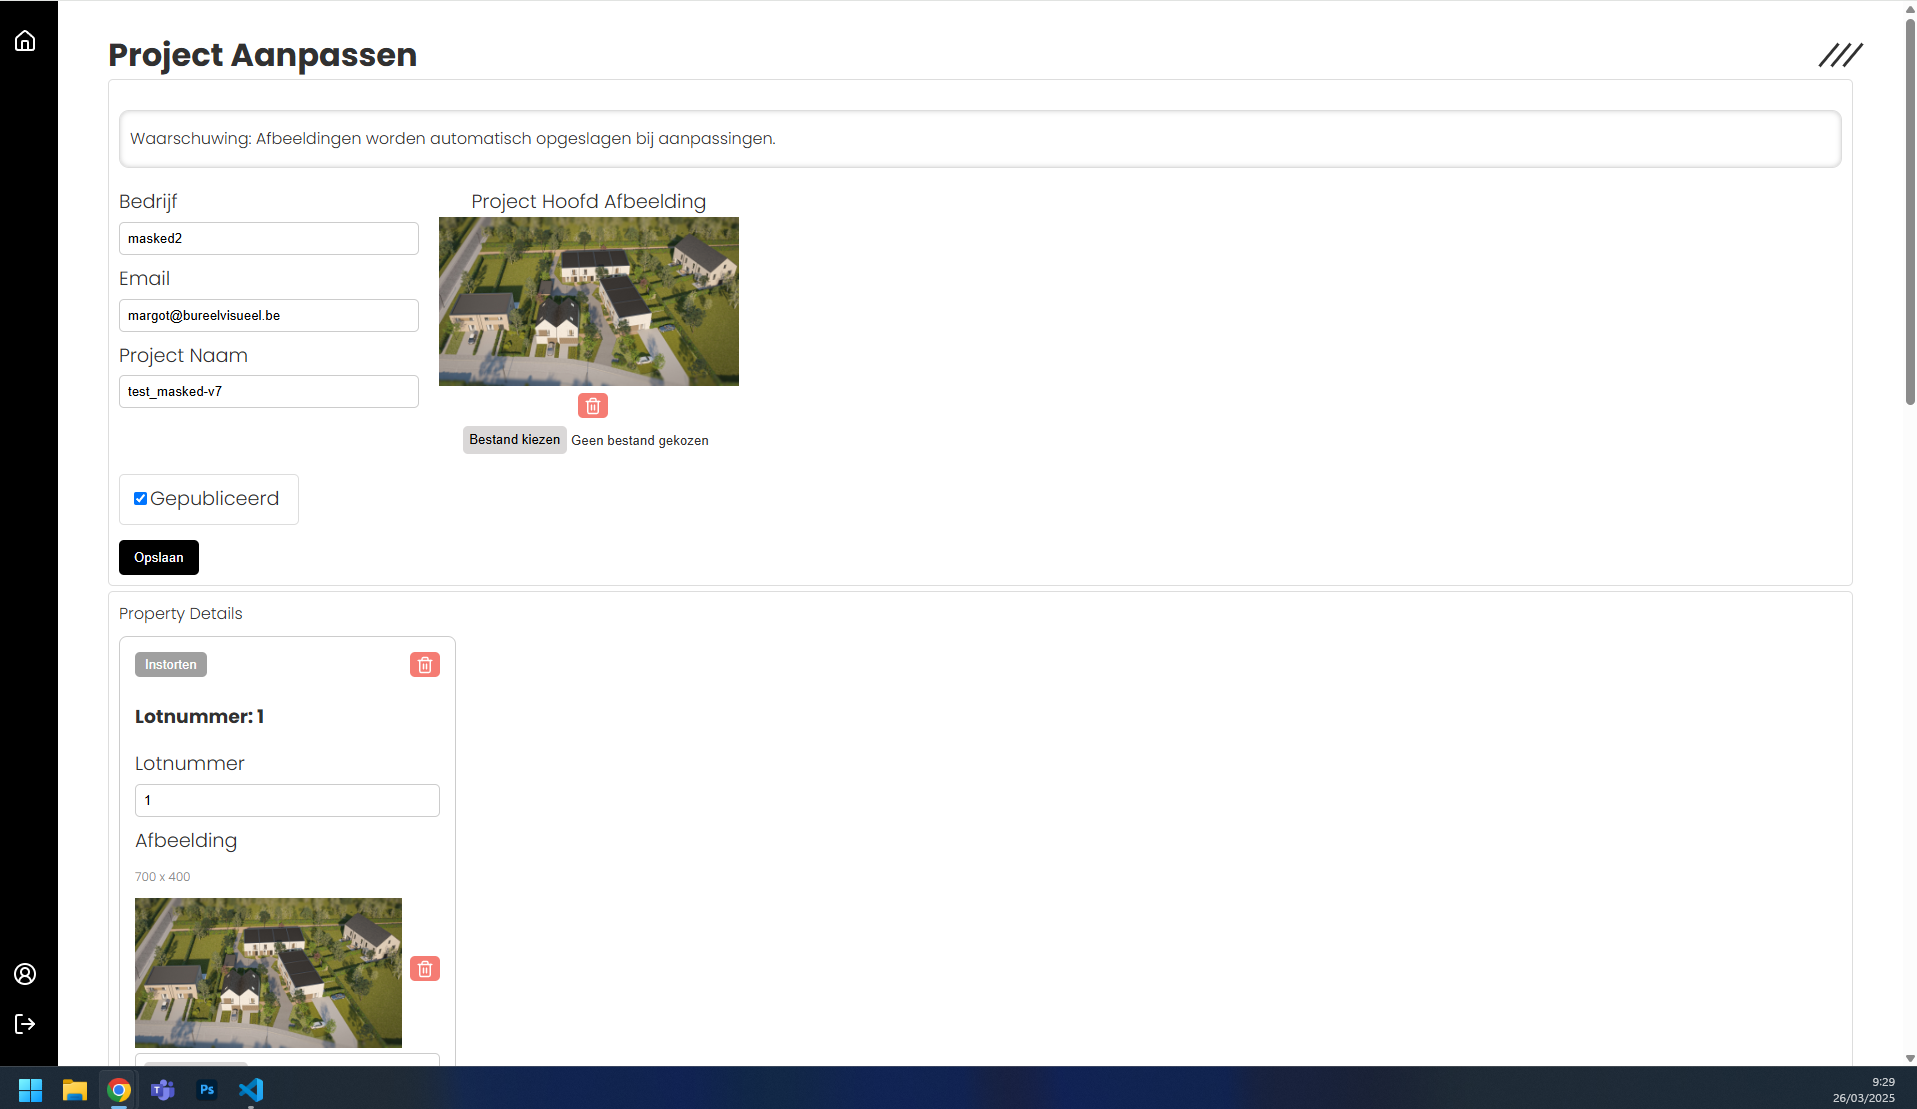 Project Aanpassen
Waarschuwing: Afbeeldingen worden automatisch opgeslagen bij aanpassingen.
Bedrijf
masked2
Email
margot@bureelvisueel.be
Project Naam
test_masked-v7
Project Hoofd Afbeelding
Bestand kiezen Geen bestand gekozen
Gepubliceerd
Opslaan
Property Details
Instorten
Lotnummer: 1
Lotnummer
1
Afbeelding
700 x 400
Ps
9:29
26/03/2025